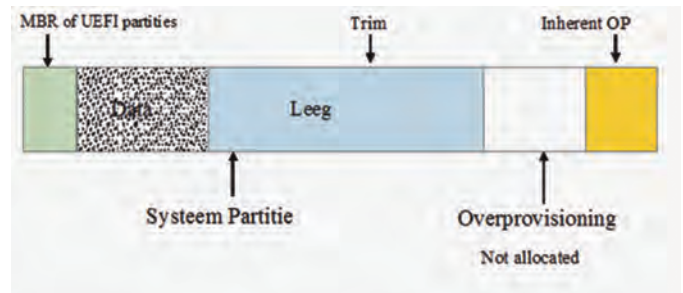 MBR of UEFI partities
Trim
Inherent OP
Data
Leeg
Systeem Partitie
Overprovisioning
Not allocated